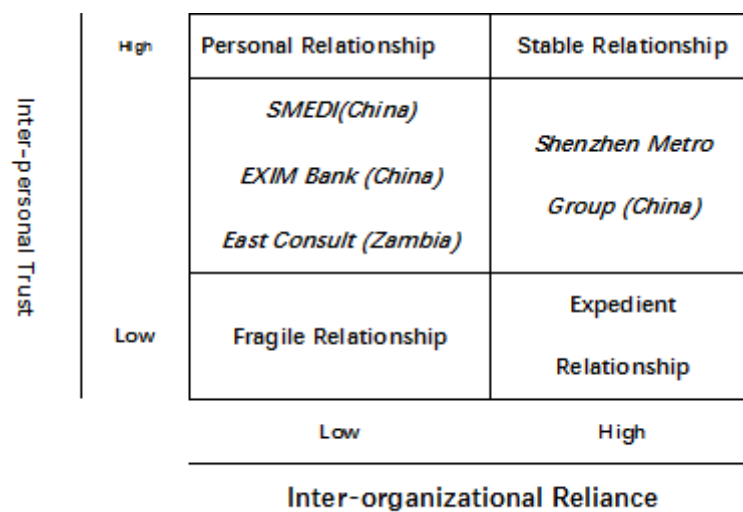 High
Personal Relationship
Stable Relationship
SMEDI(China)
EXIM Bank (China)
East Consult (Zambia)
Shenzhen Metro
Group (China)
Inter-personal Trust
Low
Fragile Relationship
Expedient
Relationship
Low
High
Inter-organizational Reliance